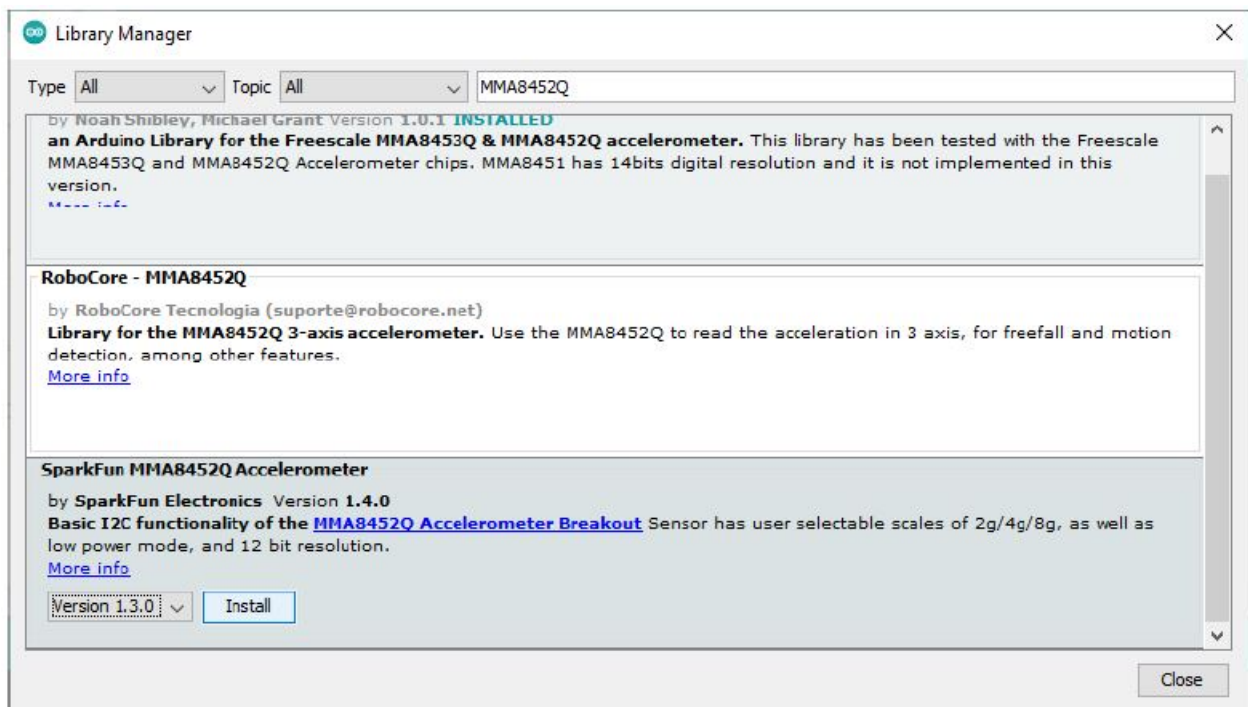 Library Manager
Type All Topic All MMA8452Q
by Noah Shibley, Michael Grant Version 1.0.1 INSTALLED
an Arduino Library for the Freescale MMA8453Q & MMA8452Q accelerometer. This library has been tested with the Freescale
MMA8453Q and MMA8452Q Accelerometer chips. MMA8451 has 14bits digital resolution and it is not implemented in this
version.
More info
RoboCore - MMA8452Q
by RoboCore Tecnologia (suporte@robocore.net)
Library for the MMA8452Q 3-axis accelerometer. Use the MMA8452Q to read the acceleration in 3 axis, for freefall and motion
detection, among other features.
More info
SparkFun MMA8452Q Accelerometer
by SparkFun Electronics Version 1.4.0
Basic I2C functionality of the MMA8452Q Accelerometer Breakout Sensor has user selectable scales of 2g/4g/8g, as well as
low power mode, and 12 bit resolution.
More info
Version 1.3.0 Install
Close